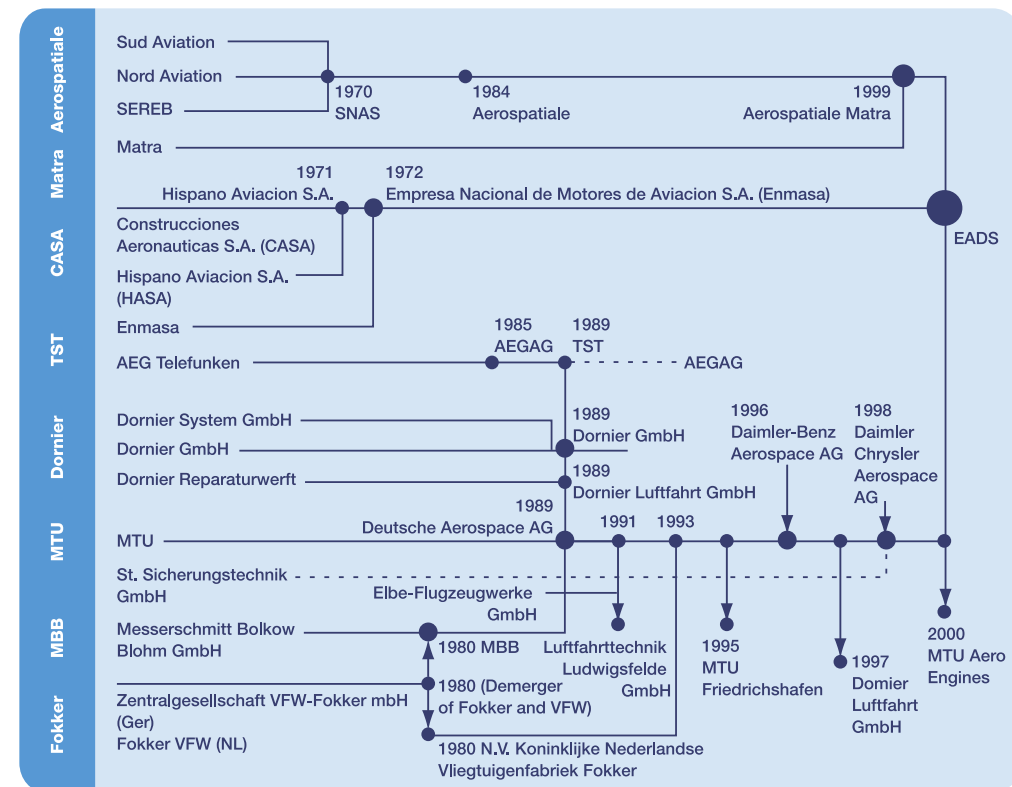 Aerospatiale
Sud Aviation
Nord Aviation
SEREB
1970
SNAS
1984
Aerospatiale
1999
Aerospatiale Matra
Matra
Matra
1971
Hispano Aviacion S.A.
1972
Empresa Nacional de Motores de Aviacion S.A. (Enmasa)
EADS
CASA
Construcciones
Aeronauticas S.A. (CASA)
Hispano Aviacion S.A.
(HASA)
Enmasa
TST
AEG Telefunken
1985
AEGAG
1989
TST
AEGAG
Dornier
Dornier System GmbH
Dornier GmbH
Dornier Reparaturwerft
1989
Dornier GmbH
1989
Dornier Luftfahrt GmbH
1996
Daimler-Benz
Aerospace AG
1998
Daimler
Chrysler
Aerospace
AG
MTU
MTU
1989
Deutsche Aerospace AG
1991
1993
St. Sicherungstechnik
GmbH
Elbe-Flugzeugwerke
GmbH
MBB
Messerschmitt Bolkow
Blohm GmbH
1980 MBB
Luftfahrttechnik
Ludwigsfelde
GmbH
1995
MTU
Friedrichshafen
1997
Domier
Luftfahrt
GmbH
2000
MTU Aero
Engines
Fokker
Zentralgesellschaft VFW-Fokker mbH
(Ger)
Fokker VFW (NL)
1980 (Demerger
of Fokker and VFW)
1980 N.V. Koninklijke Nederlandse
Vliegtuigenfabriek Fokker